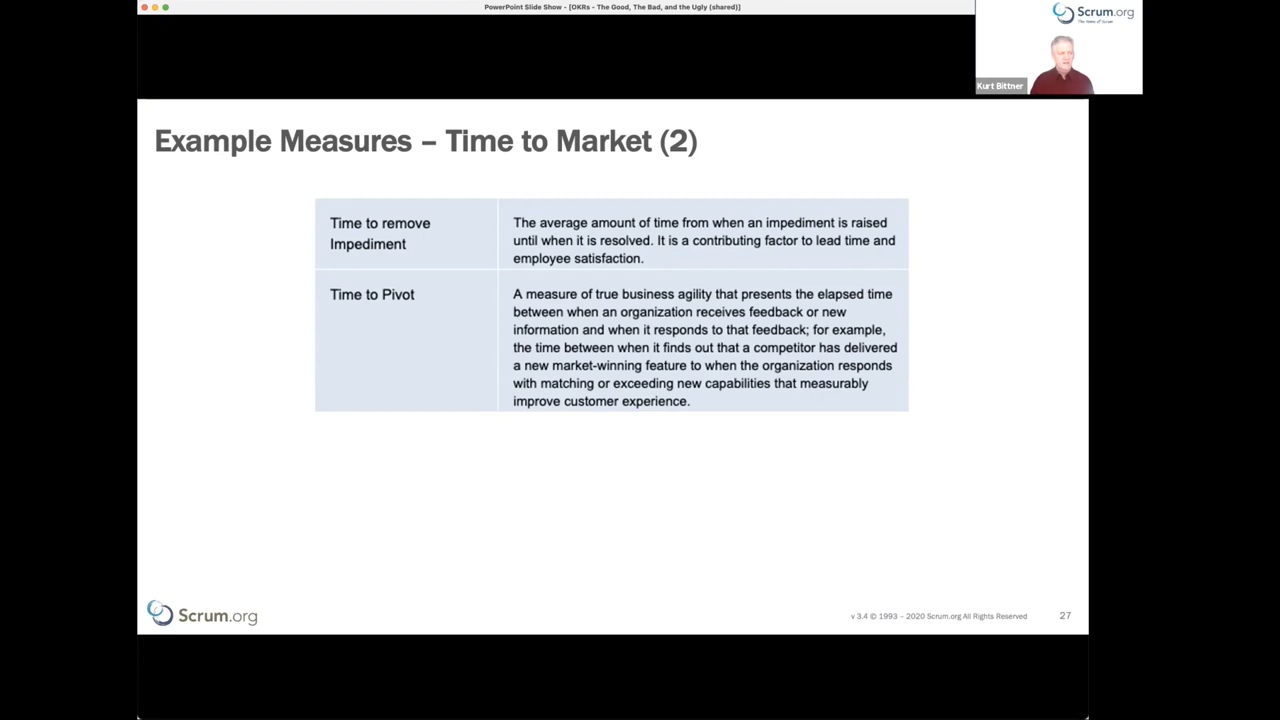 PowerPoint Slide Show - [OKRs - The Good, The Bad, and the Ugly (shared)]
Scrum.org
The Home of Scrum
Kurt Bittner
Example Measures – Time to Market (2)
Time to remove
Impediment
The average amount of time from when an impediment is raised
until when it is resolved. It is a contributing factor to lead time and
employee satisfaction.
Time to Pivot
A measure of true business agility that presents the elapsed time
between when an organization receives feedback or new
information and when it responds to that feedback; for example,
the time between when it finds out that a competitor has delivered
a new market-winning feature to when the organization responds
with matching or exceeding new capabilities that measurably
improve customer experience.
Scrum.org
v 3.4 © 1993 – 2020 Scrum.org All Rights Reserved
27